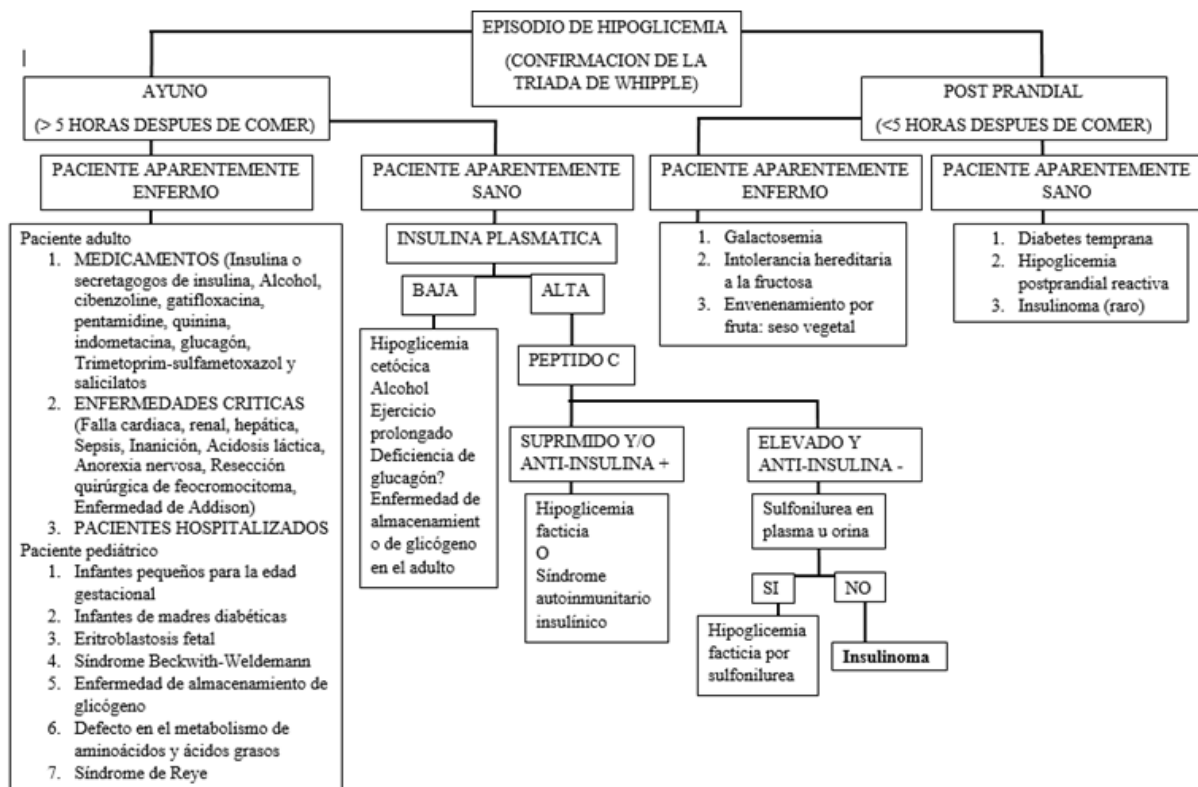 EPISODIO DE HIPOGLICEMIA
(CONFIRMACION DE LA
TRIADA DE WHIPPLE)
AYUNO
(> 5 HORAS DESPUES DE COMER)
POST PRANDIAL
(<5 HORAS DESPUES DE COMER)
PACIENTE APARENTEMENTE
ENFERMO
PACIENTE APARENTEMENTE
SANO
PACIENTE APARENTEMENTE
ENFERMO
PACIENTE APARENTEMENTE
SANO
Paciente adulto
1. MEDICAMENTOS (Insulina o
secretagogos de insulina, Alcohol,
cibenzoline, gatifloxacina,
pentamidine, quinina,
indometacina, glucagón,
Trimetoprim-sulfametoxazol y
salicilatos
2. ENFERMEDADES CRITICAS
(Falla cardiaca, renal, hepática,
Sepsis, Inanición, Acidosis láctica,
Anorexia nervosa, Resección
quirúrgica de feocromocitoma,
Enfermedad de Addison)
3. PACIENTES HOSPITALIZADOS
Paciente pediátrico
1. Infantes pequeños para la edad
gestacional
2. Infantes de madres diabéticas
3. Eritroblastosis fetal
4. Síndrome Beckwith-Weldemann
5. Enfermedad de almacenamiento de
glicógeno
6. Defecto en el metabolismo de
aminoácidos y ácidos grasos
7. Síndrome de Reye
INSULINA PLASMATICA
BAJA
ALTA
Hipoglicemia
cetócica
Alcohol
Ejercicio
prolongado
Deficiencia de
glucagón?
Enfermedad de
almacenamient
o de glicógeno
en el adulto
PEPTIDO C
SUPRIMIDO Y/O
ANTI-INSULINA +
ELEVADO Y
ANTI-INSULINA -
Hipoglicemia
facticia
O
Síndrome
autoinmunitario
insulínico
Sulfonilurea en
plasma u orina
SI
NO
Hipoglicemia
facticia por
sulfonilurea
Insulinoma
1. Galactosemia
2. Intolerancia hereditaria
a la fructosa
3. Envenenamiento por
fruta: seso vegetal
1. Diabetes temprana
2. Hipoglicemia
postprandial reactiva
3. Insulinoma (raro)